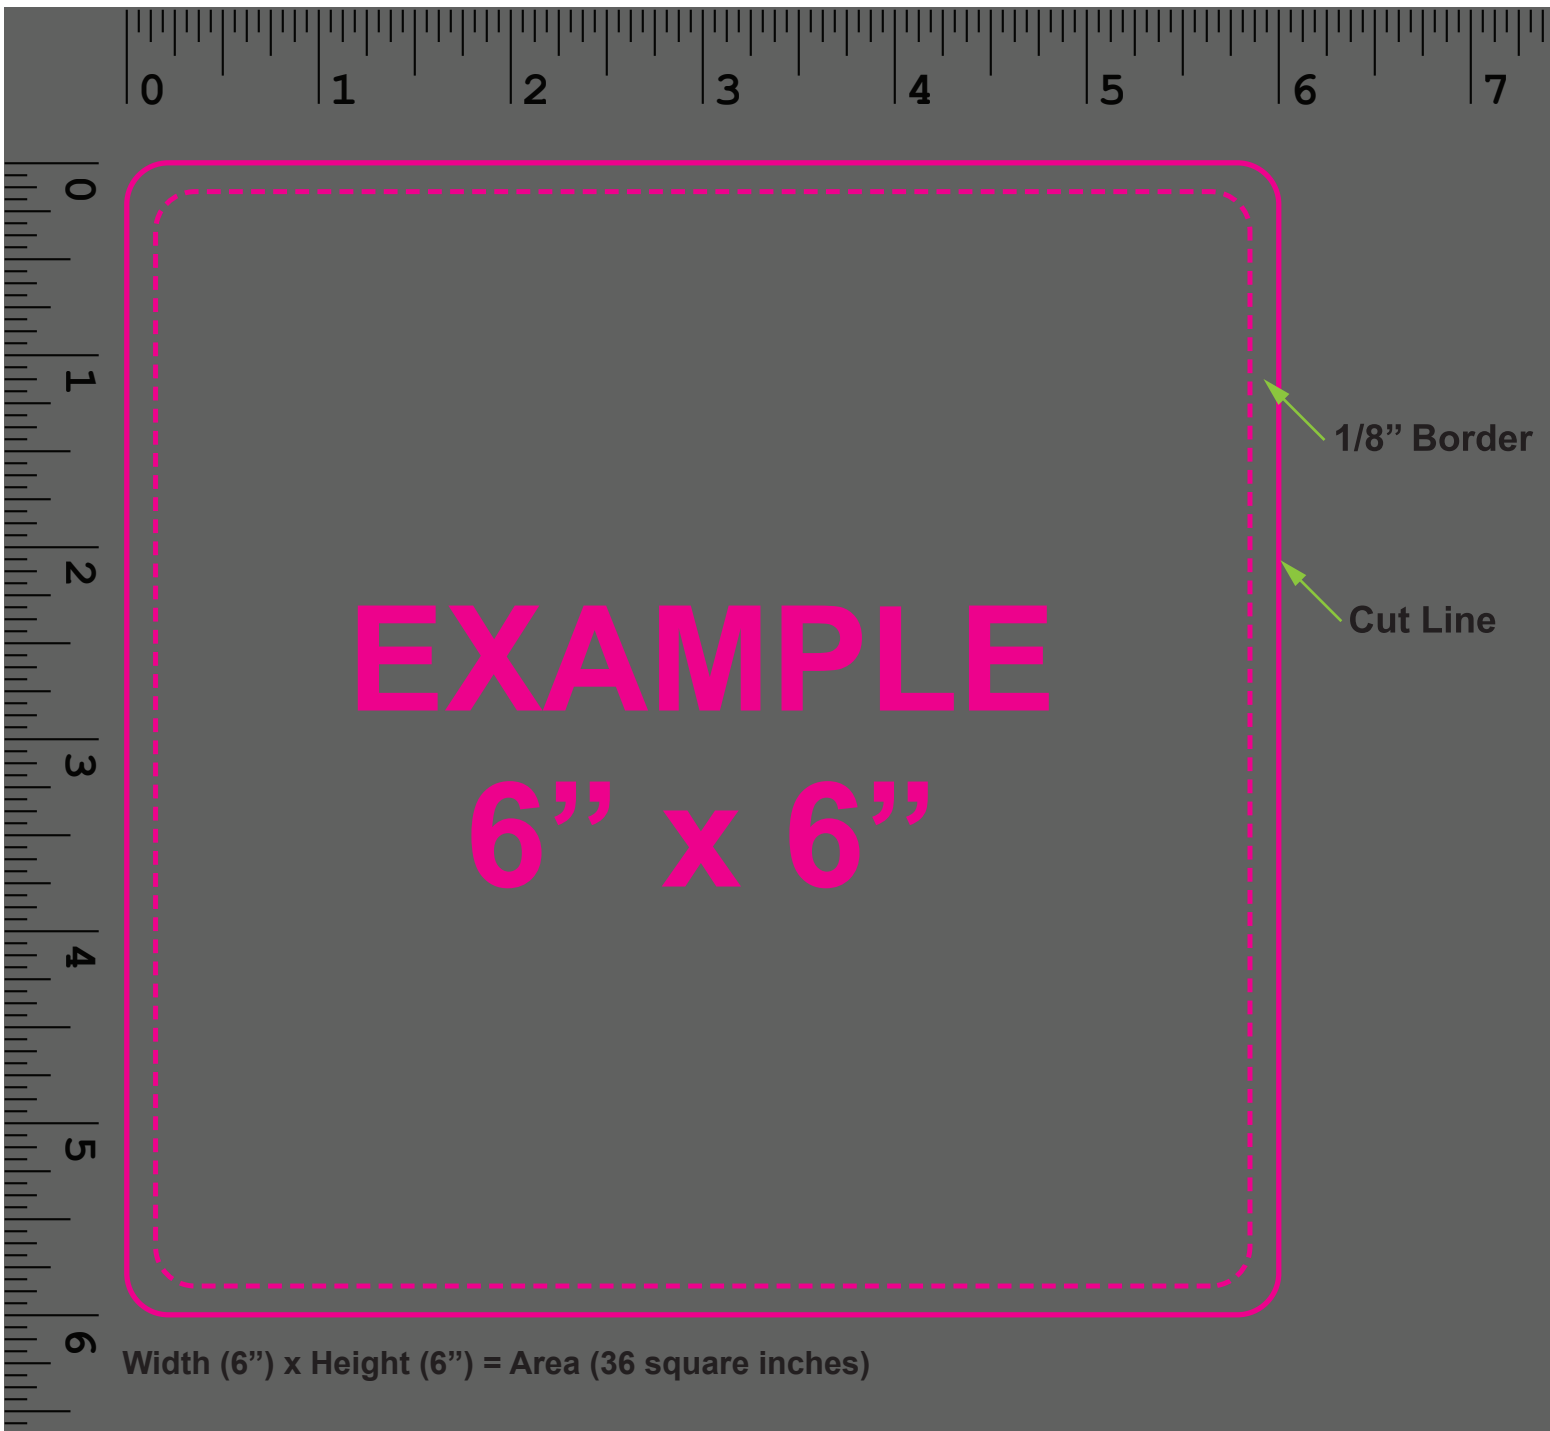 0 1 2 3 4 5 6 7
0
1
2
3
4
5
6
1/8” Border
Cut Line
EXAMPLE
6” x 6”
Width (6”) x Height (6”) = Area (36 square inches)